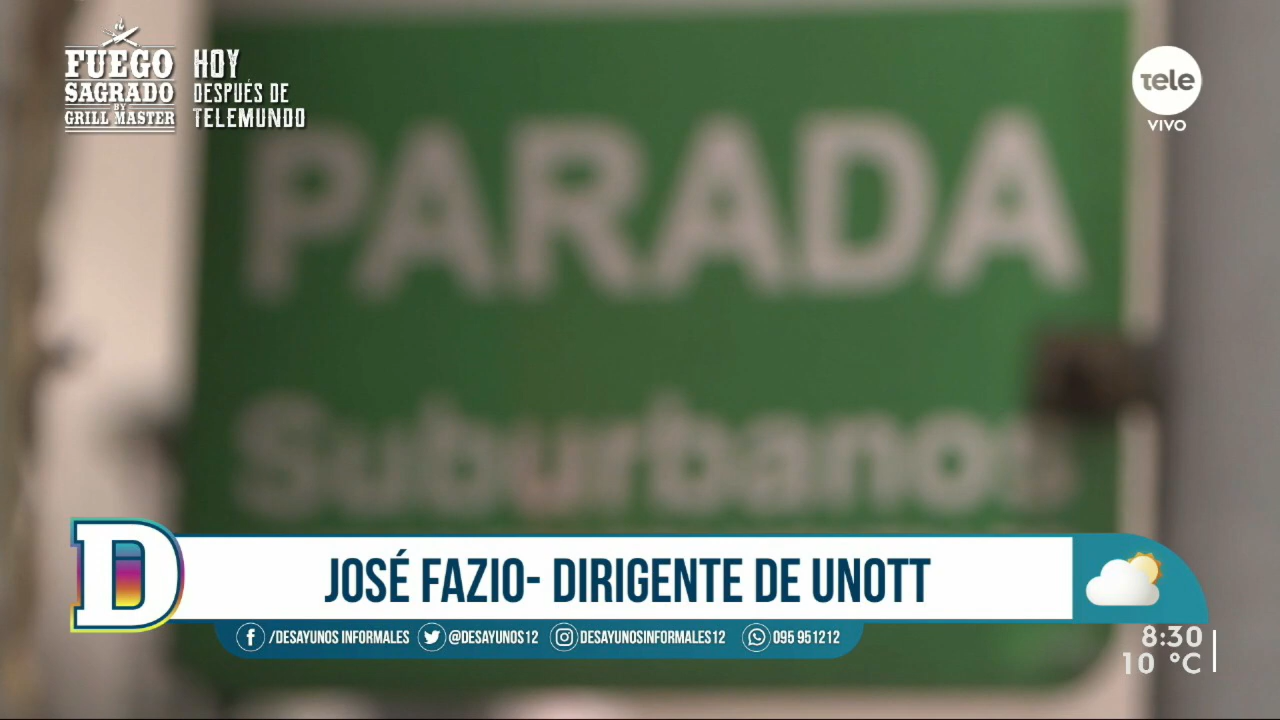 FUEGO
SAGRADO
BY
GRILL MASTER
HOY
DESPUÉS DE
TELEMUNDO
tele
VIVO
PARADA
Suburbanos
D
JOSÉ FAZIO- DIRIGENTE DE UNOTT
/DESAYUNOS INFORMALES @DESAYUNOS12 DESAYUNOSINFORMALES12 095 951212
8:30
10 °C